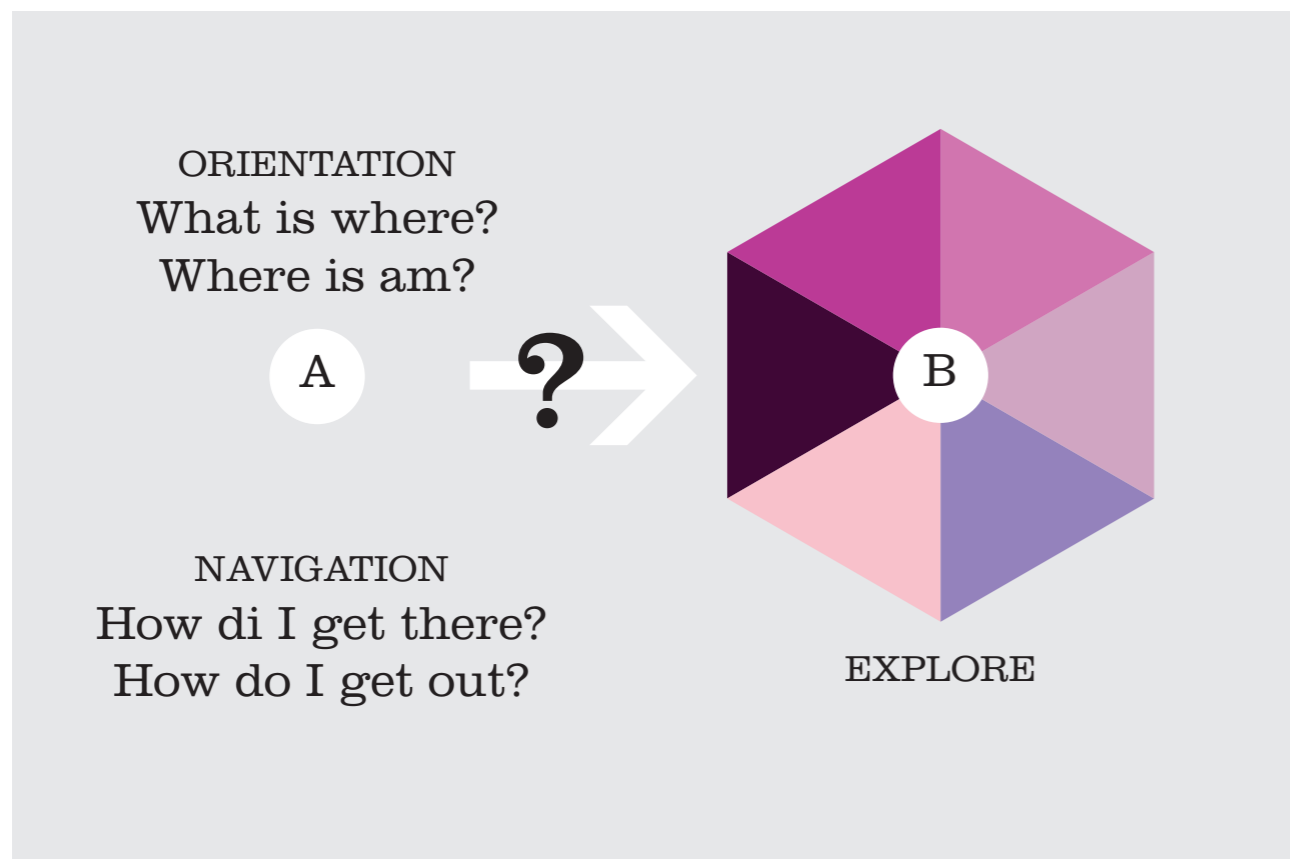 ORIENTATION
What is where?
Where is am?
A
?
B
NAVIGATION
How di I get there?
How do I get out?
EXPLORE